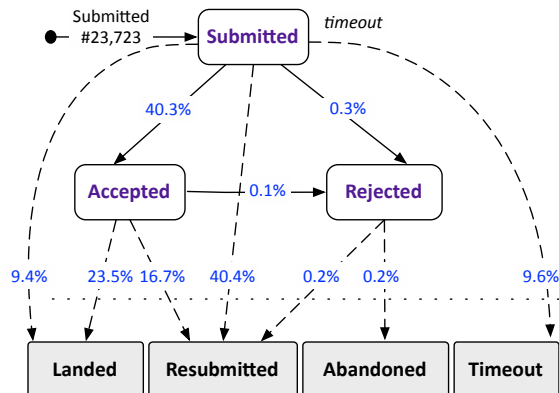 Submitted
#23,723
Submitted
timeout
40.3%
0.3%
Accepted
0.1%
Rejected
9.4%
23.5%
16.7%
40.4%
0.2%
0.2%
9.6%
Landed
Resubmitted
Abandoned
Timeout